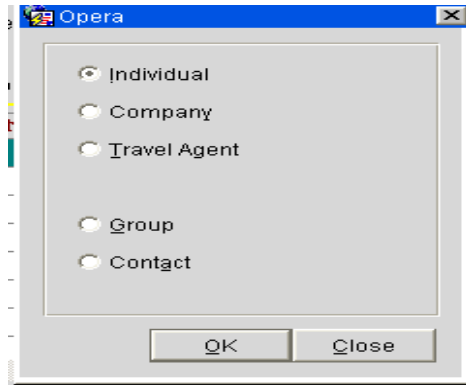 Opera
Individual
Company
Travel Agent
Group
Contact
OK Close